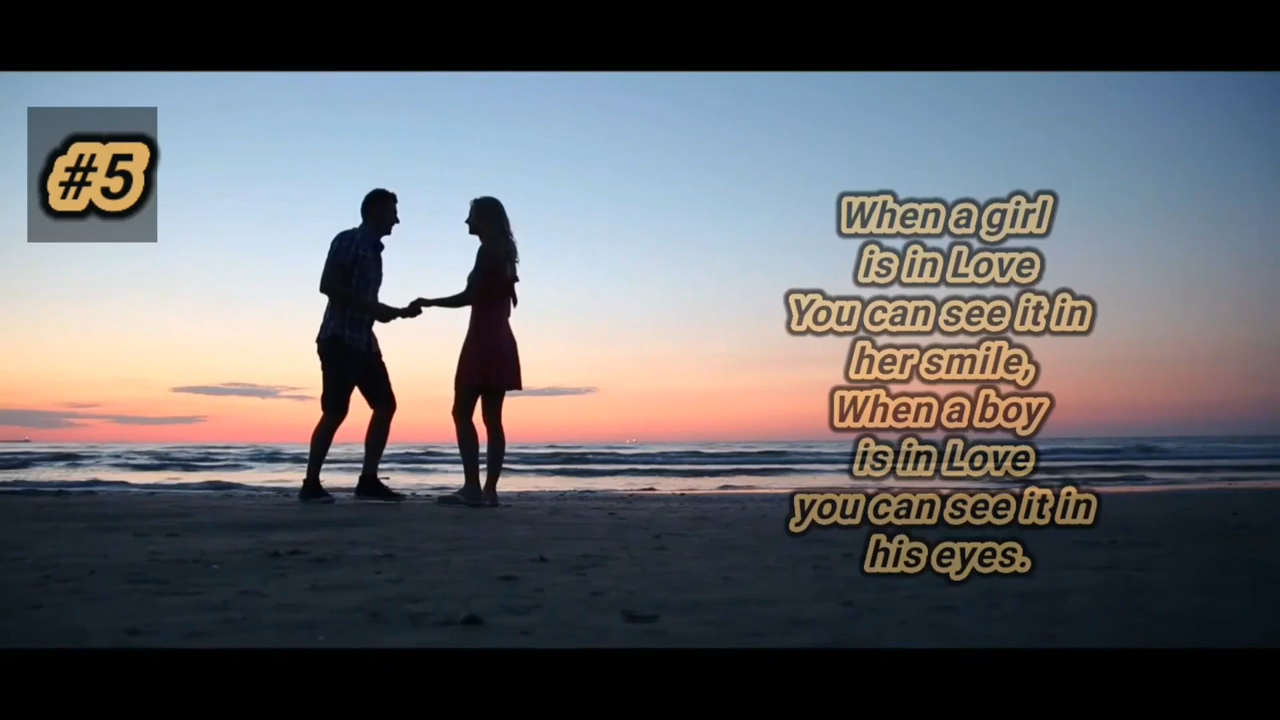 #5
When a girl
is in Love
You can see it in
her smile,
When a boy
is in Love
you can see it in
his eyes.